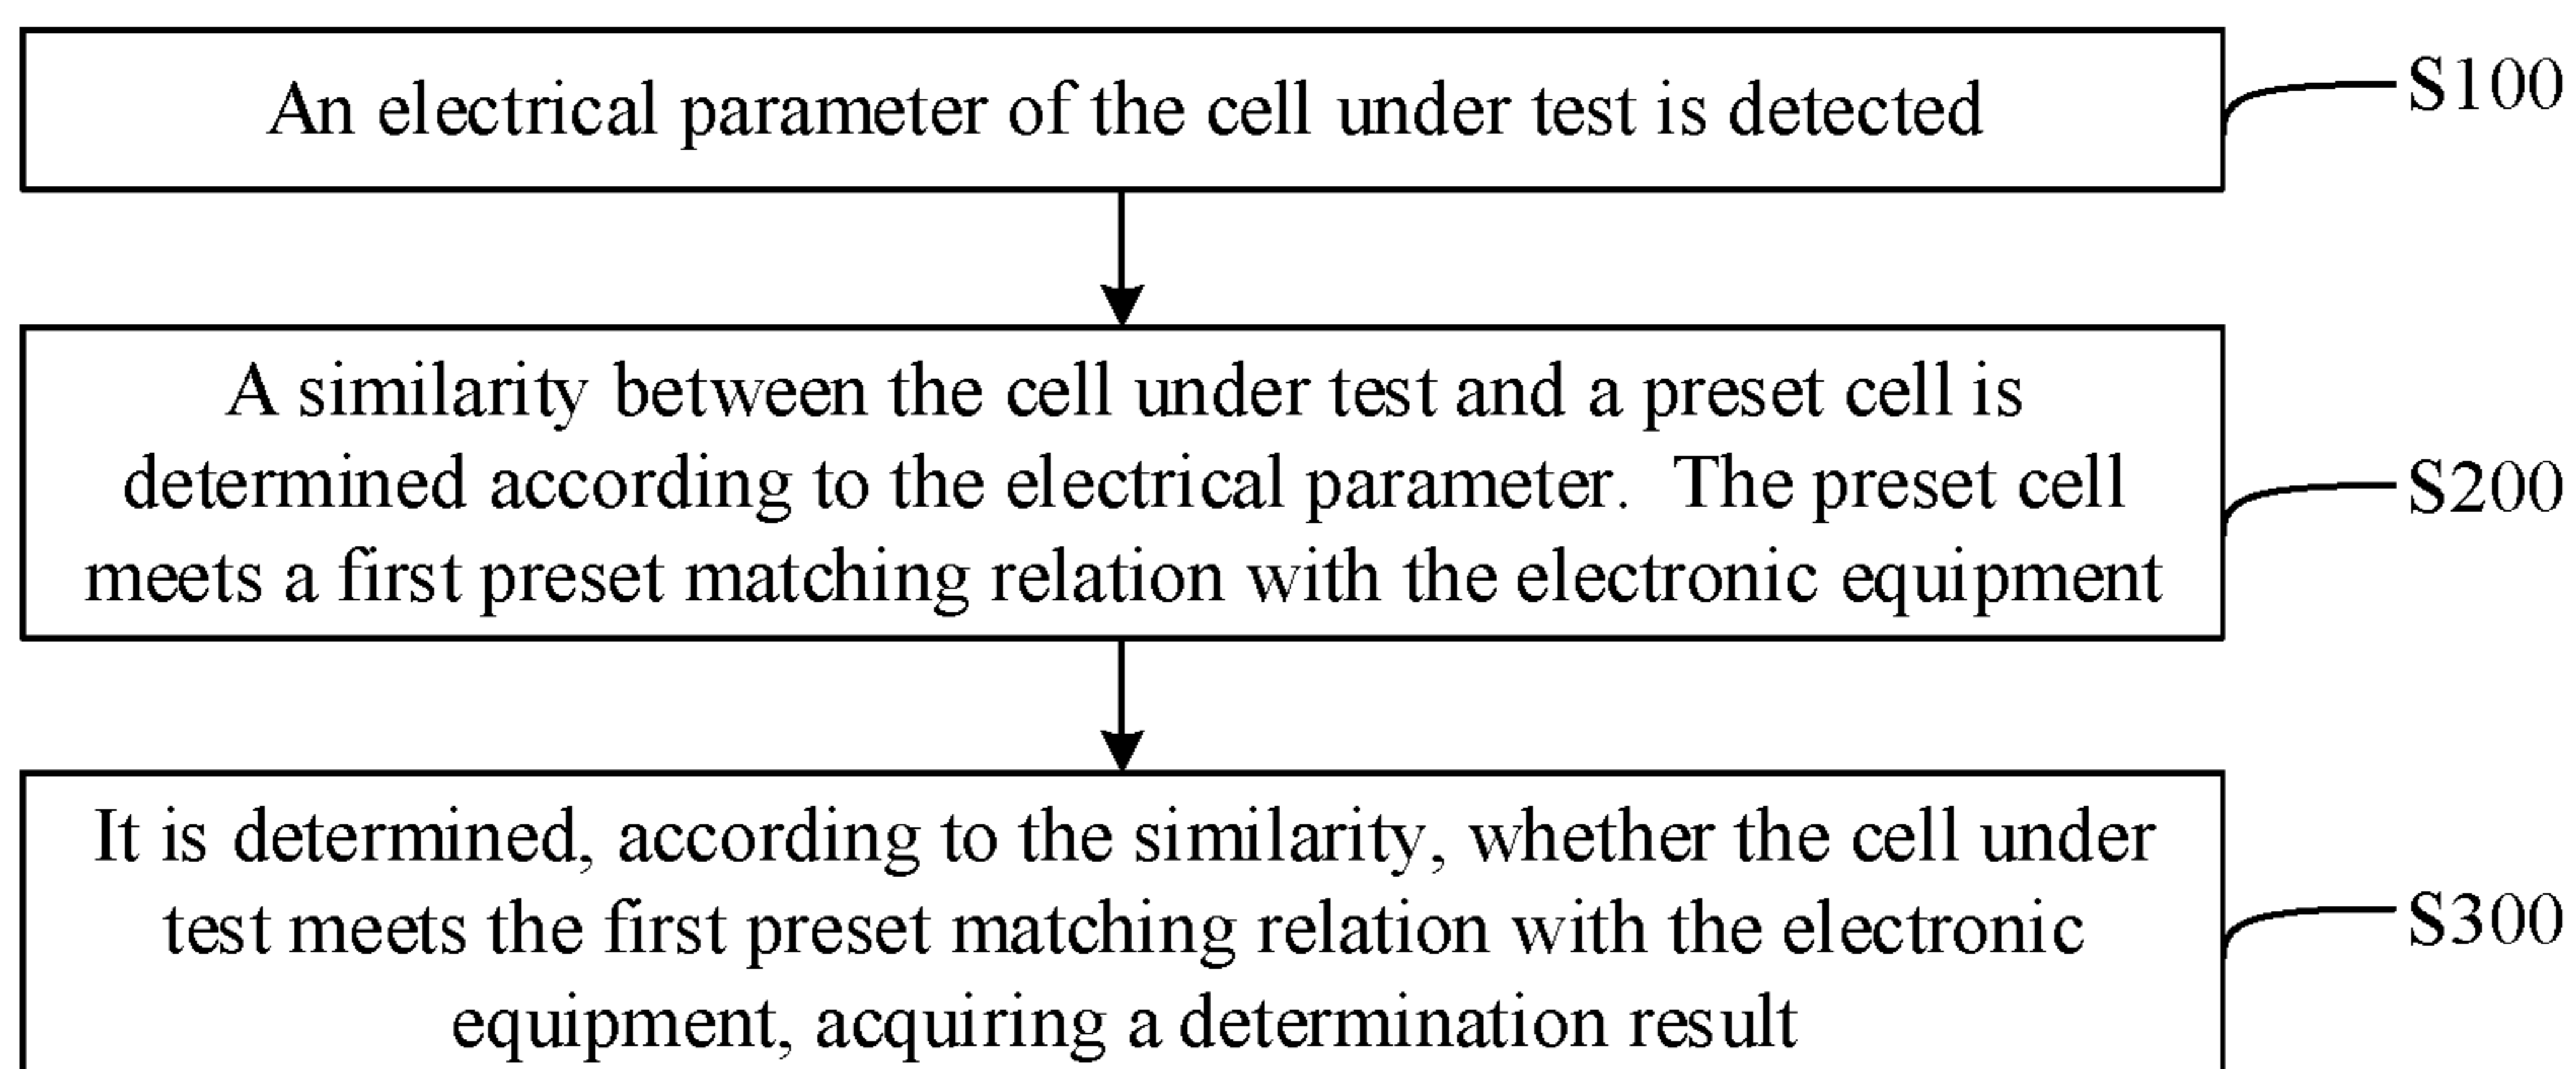 An electrical parameter of the cell under test is detected
S100
A similarity between the cell under test and a preset cell is
determined according to the electrical parameter.  The preset cell
meets a first preset matching relation with the electronic equipment
S200
It is determined, according to the similarity, whether the cell under
test meets the first preset matching relation with the electronic
equipment, acquiring a determination result
S300